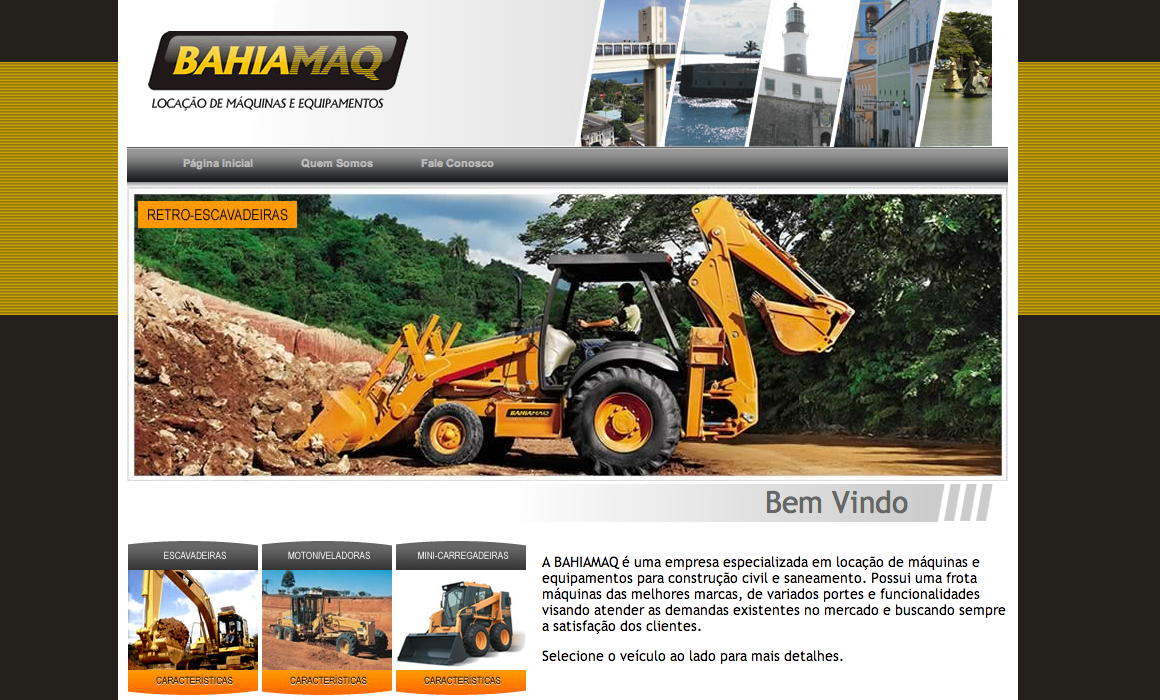 BAHIAMAQ
LOCAÇÃO DE MÁQUINAS E EQUIPAMENTOS
Página Inicial Quem Somos Fale Conosco
RETRO-ESCAVADEIRAS
BAHIAMAQ
Bem Vindo
ESCAVADEIRAS MOTONIVELADORAS MINI-CARREGADEIRAS
CARACTERÍSTICAS CARACTERÍSTICAS CARACTERÍSTICAS
A BAHIAMAQ é uma empresa especializada em locação de máquinas e
equipamentos para construção civil e saneamento. Possui uma frota
máquinas das melhores marcas, de variados portes e funcionalidades
visando atender as demandas existentes no mercado e buscando sempre
a satisfação dos clientes.
Selecione o veículo ao lado para mais detalhes.